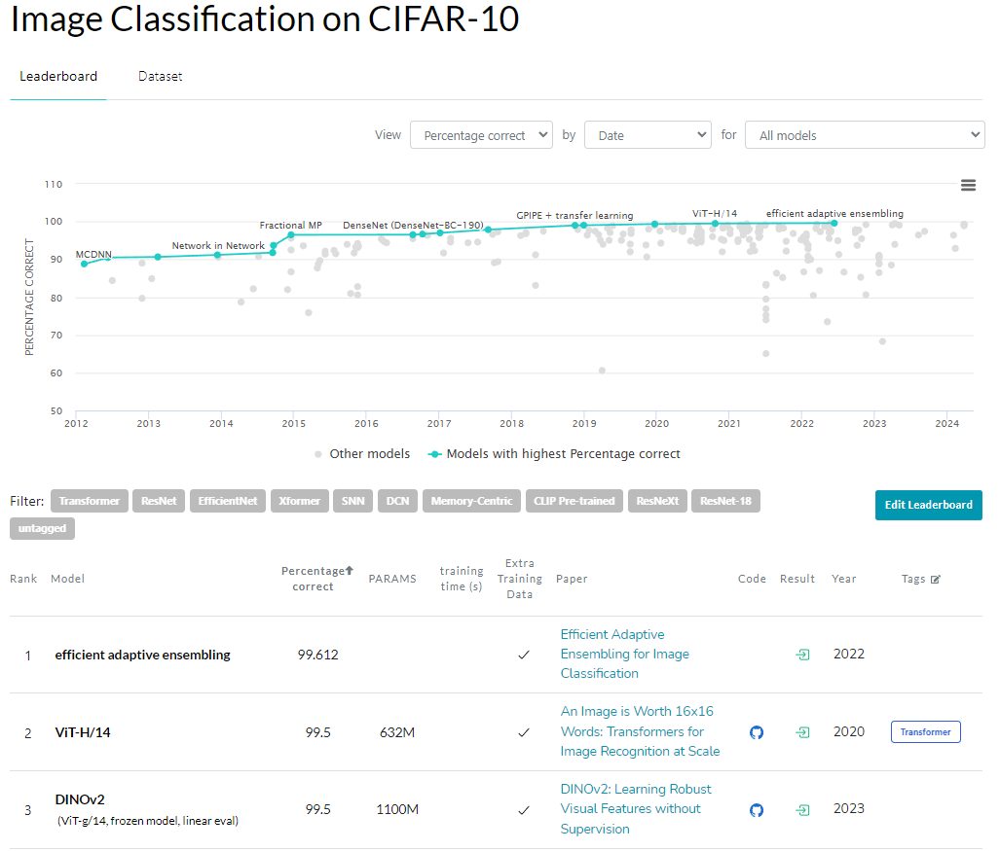 Image Classification on CIFAR-10
Leaderboard Dataset
View Percentage correct by Date for All models
110
100
90
80
70
60
50
PERCENTAGE CORRECT
MCDNN
Network in Network
Fractional MP
DenseNet (DenseNet-BC-190)
GPIPE + transfer learning
ViT-H/14
efficient adaptive ensembling
2012 2013 2014 2015 2016 2017 2018 2019 2020 2021 2022 2023 2024
Other models Models with highest Percentage correct
Filter: Transformer ResNet EfficientNet Xformer SNN DCN Memory-Centric CLIP Pre-trained ResNeXt ResNet-18
untagged
Edit Leaderboard
Rank Model Percentage correct PARAMS training time (s) Extra Training Data Paper Code Result Year Tags
1 efficient adaptive ensembling 99.612 ✓ Efficient Adaptive
Ensembling for Image
Classification
2022
2 ViT-H/14 99.5 632M ✓ An Image is Worth 16x16
Words: Transformers for
Image Recognition at Scale
2020 Transformer
3 DINOv2
(ViT-g/14, frozen model, linear eval)
99.5 1100M ✓ DINOv2: Learning Robust
Visual Features without
Supervision
2023